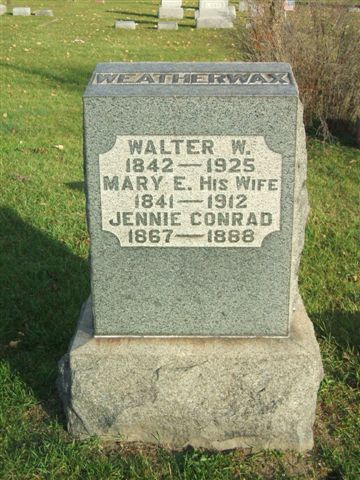 WEATHERWAX
WALTER W.
1842—1925
MARY E. HIS WIFE
1841—1912
JENNIE CONRAD
1867—1888